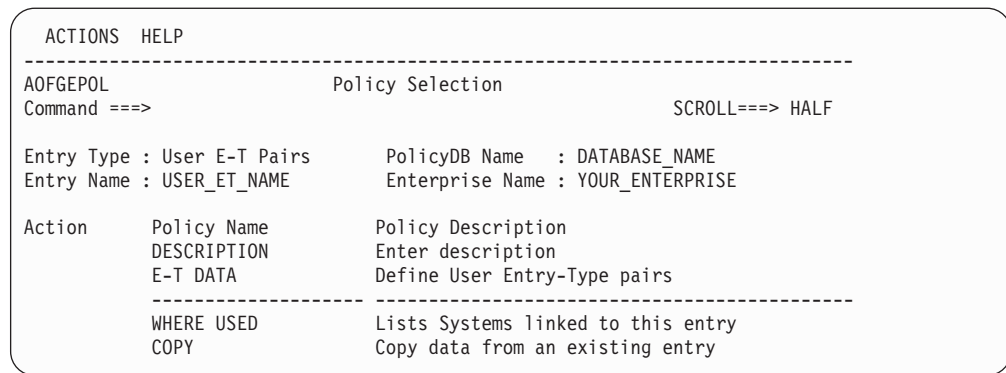 ACTIONS HELP
--------------------------------------------------------------------------------
AOFGEPOL Policy Selection
Command ===> SCROLL===> HALF
Entry Type : User E-T Pairs PolicyDB Name : DATABASE_NAME
Entry Name : USER_ET_NAME Enterprise Name : YOUR_ENTERPRISE
Action Policy Name Policy Description
DESCRIPTION Enter description
E-T DATA Define User Entry-Type pairs
-------------------- ---------------------------------------------
WHERE USED Lists Systems linked to this entry
COPY Copy data from an existing entry